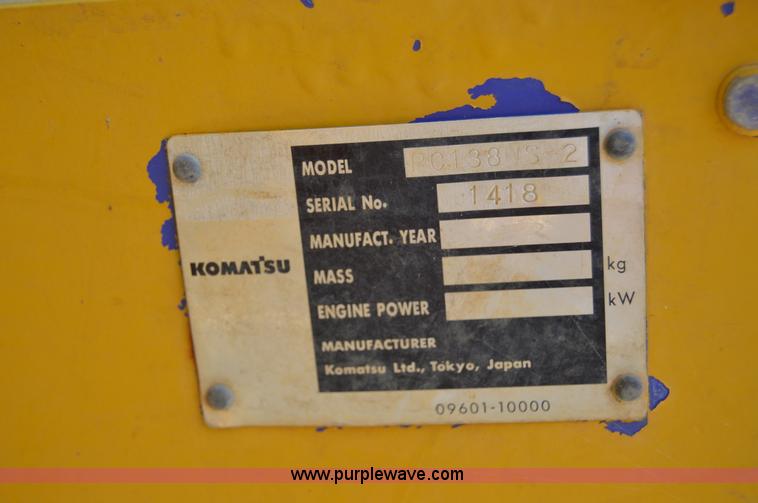 MODEL PC138US-2
SERIAL No. 1418
MANUFACT. YEAR
KOMATSU
MASS kg
ENGINE POWER kW
MANUFACTURER
Komatsu Ltd., Tokyo, Japan
09601-10000
www.purplewave.com